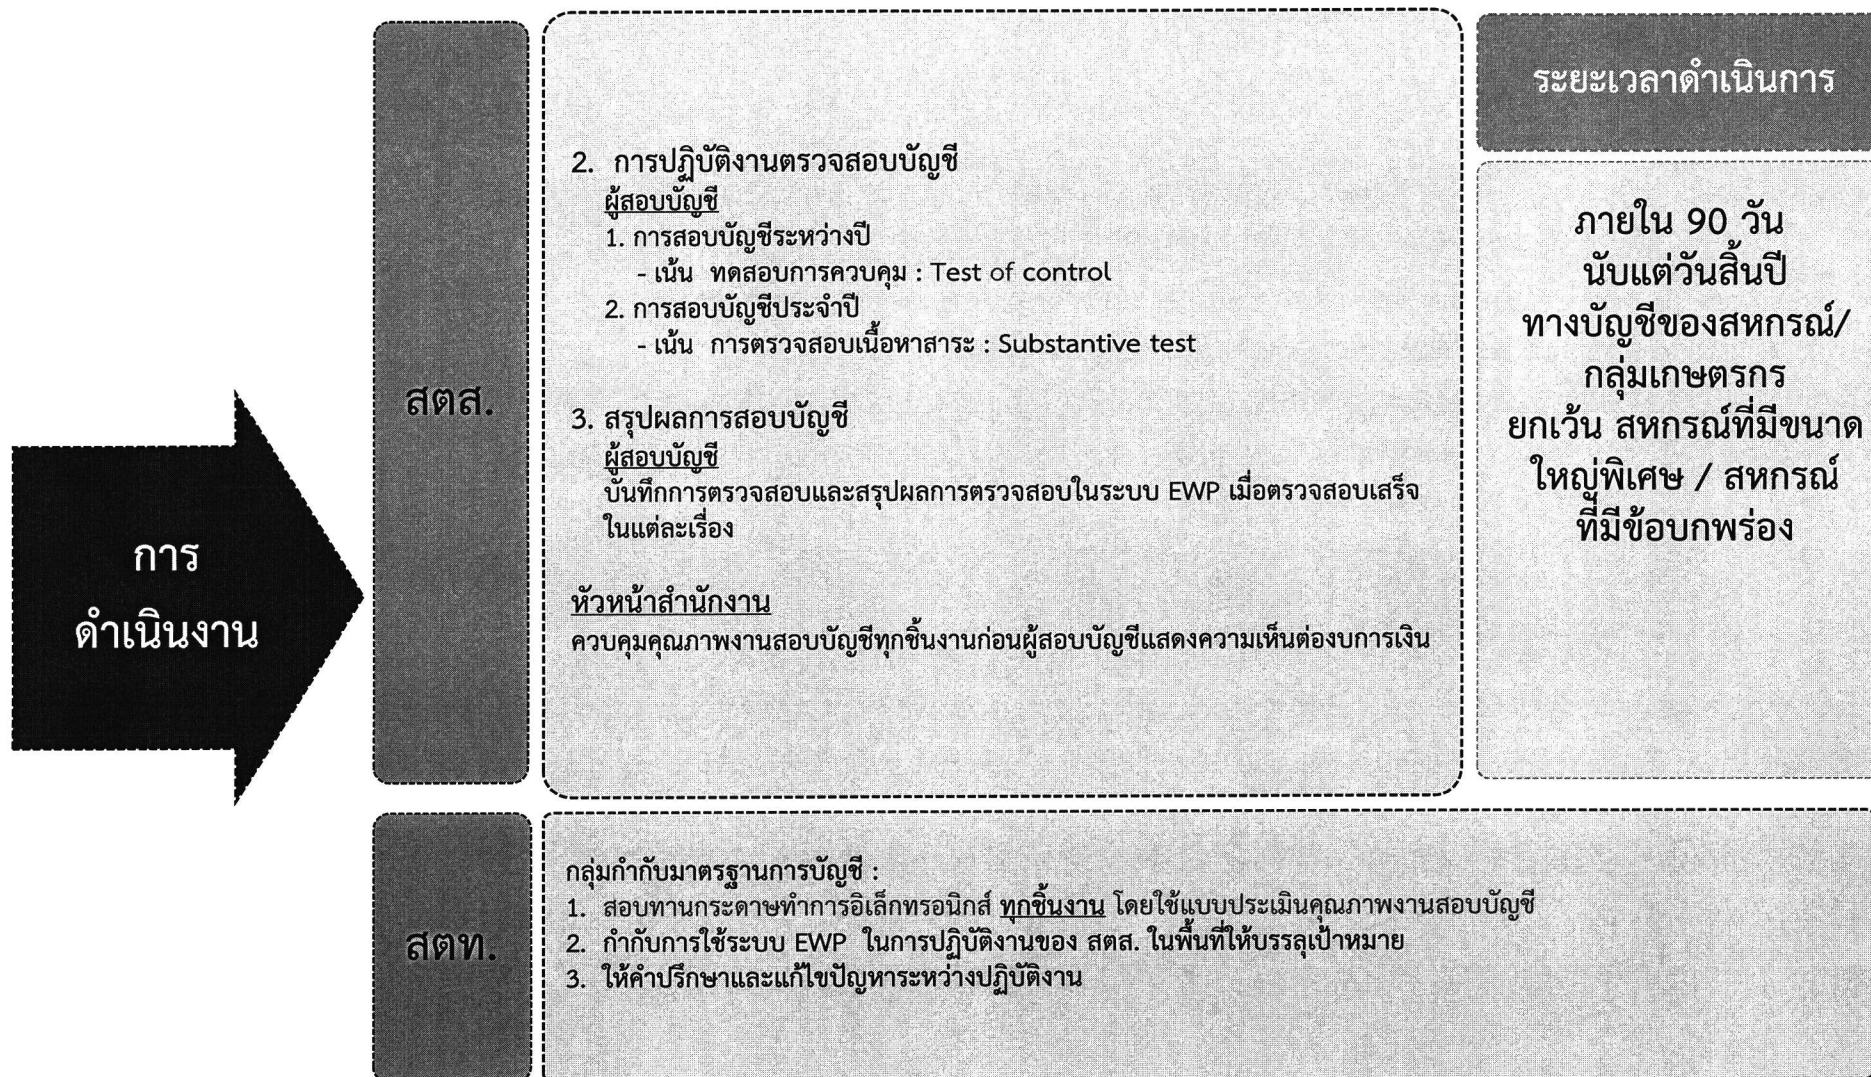 การ
ดำเนินงาน
สตส.
2. การปฏิบัติงานตรวจสอบบัญชี
ผู้สอบบัญชี
1. การสอบบัญชีระหว่างปี
- เน้น ทดสอบการควบคุม : Test of control
2. การสอบบัญชีประจำปี
- เน้น การตรวจสอบเนื้อหาสาระ : Substantive test
3. สรุปผลการสอบบัญชี
ผู้สอบบัญชี
บันทึกการตรวจสอบและสรุปผลการตรวจสอบในระบบ EWP เมื่อตรวจสอบเสร็จ
ในแต่ละเรื่อง
หัวหน้าสำนักงาน
ควบคุมคุณภาพงานสอบบัญชีทุกชิ้นงานก่อนผู้สอบบัญชีแสดงความเห็นต่องบการเงิน
ระยะเวลาดำเนินการ
ภายใน 90 วัน
นับแต่วันสิ้นปี
ทางบัญชีของสหกรณ์/
กลุ่มเกษตรกร
ยกเว้น สหกรณ์ที่มีขนาด
ใหญ่พิเศษ / สหกรณ์
ที่มีข้อบกพร่อง
สตท.
กลุ่มกำกับมาตรฐานการบัญชี :
1. สอบทานกระดาษทำการอิเล็กทรอนิกส์ ทุกชิ้นงาน โดยใช้แบบประเมินคุณภาพงานสอบบัญชี
2. กำกับการใช้ระบบ EWP ในการปฏิบัติงานของ สตส. ในพื้นที่ให้บรรลุเป้าหมาย
3. ให้คำปรึกษาและแก้ไขปัญหาระหว่างปฏิบัติงาน